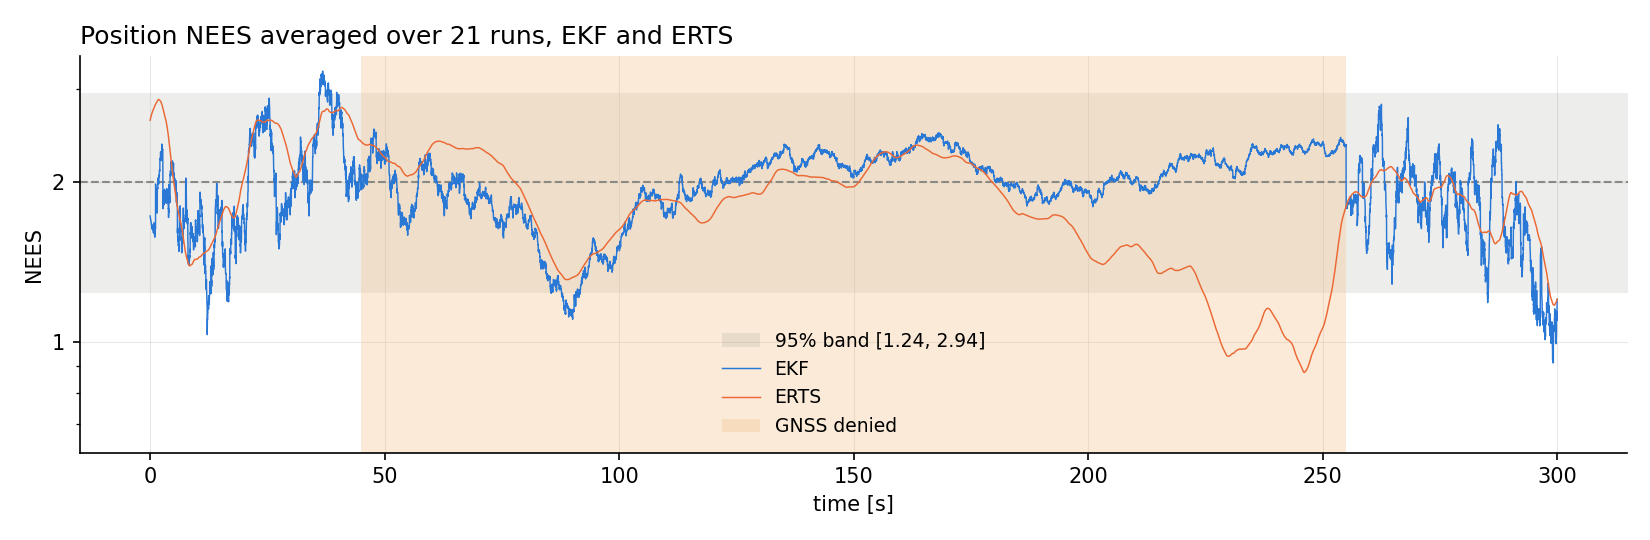 Position NEES averaged over 21 runs, EKF and ERTS
NEES
2
1
95% band [1.24, 2.94]
EKF
ERTS
GNSS denied
0 50 100 150 200 250 300
time [s]